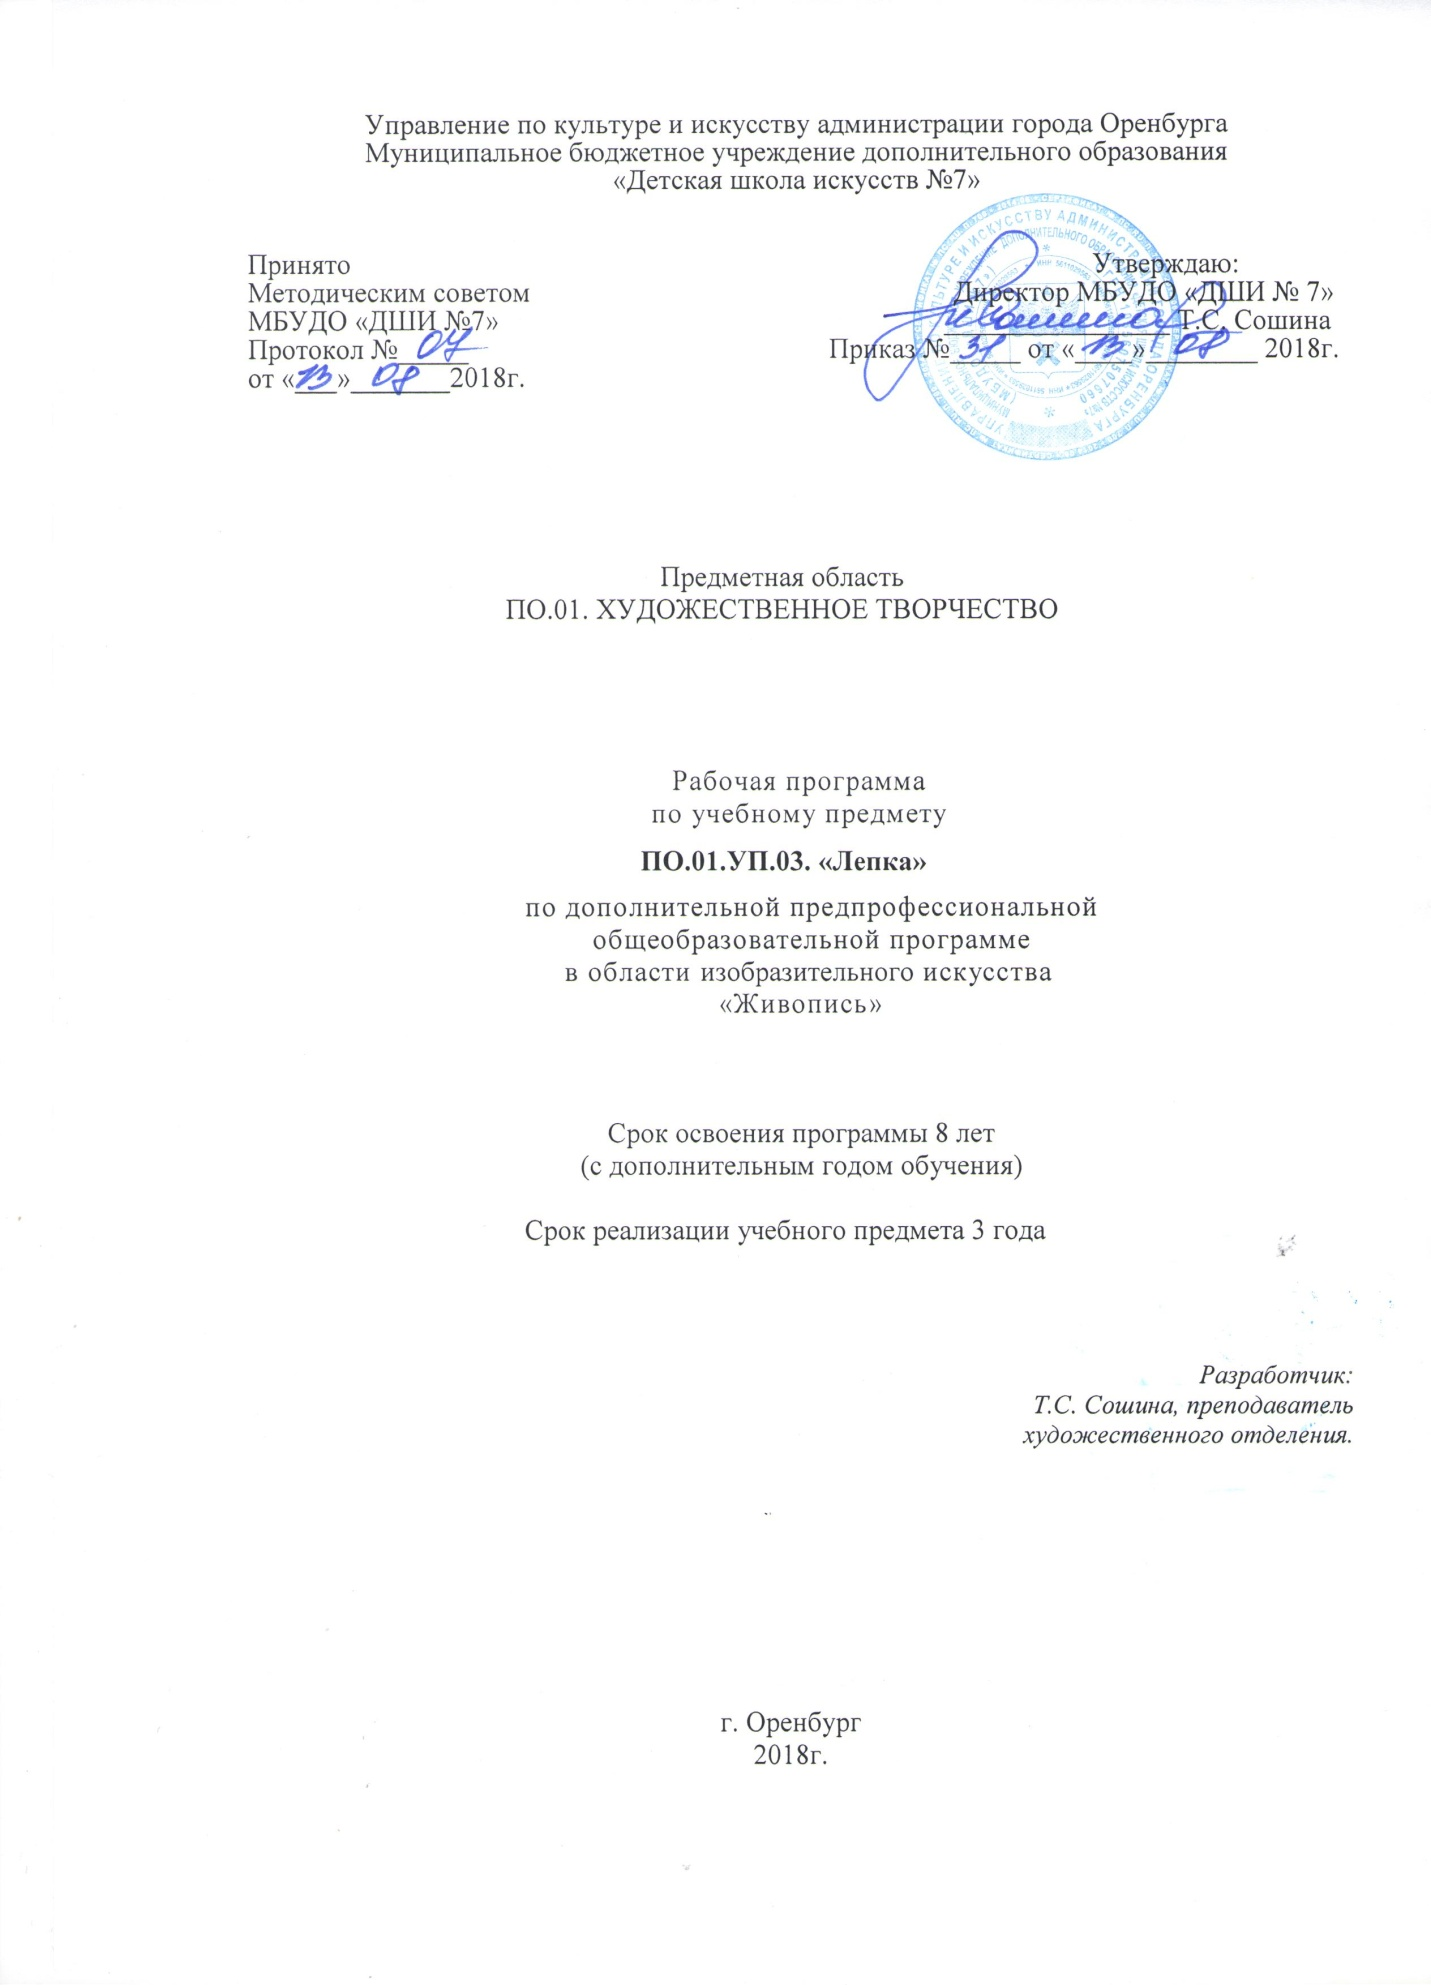 Управление по культуре и искусству администрации города Оренбурга
Муниципальное бюджетное учреждение дополнительного образования
«Детская школа искусств №7»
Принято
Методическим советом
МБУДО «ДШИ №7»
Протокол № 04
от «13» 08 2018г.
Утверждаю:
Директор МБУДО «ДШИ № 7»
Т.С. Сошина
Приказ № 31 от «13» 08 2018г.
Предметная область
ПО.01. ХУДОЖЕСТВЕННОЕ ТВОРЧЕСТВО
Рабочая программа
по учебному предмету
ПО.01.УП.03. «Лепка»
по дополнительной предпрофессиональной
общеобразовательной программе
в области изобразительного искусства
«Живопись»
Срок освоения программы 8 лет
(с дополнительным годом обучения)
Срок реализации учебного предмета 3 года
Разработчик:
Т.С. Сошина, преподаватель
художественного отделения.
г. Оренбург
2018г.